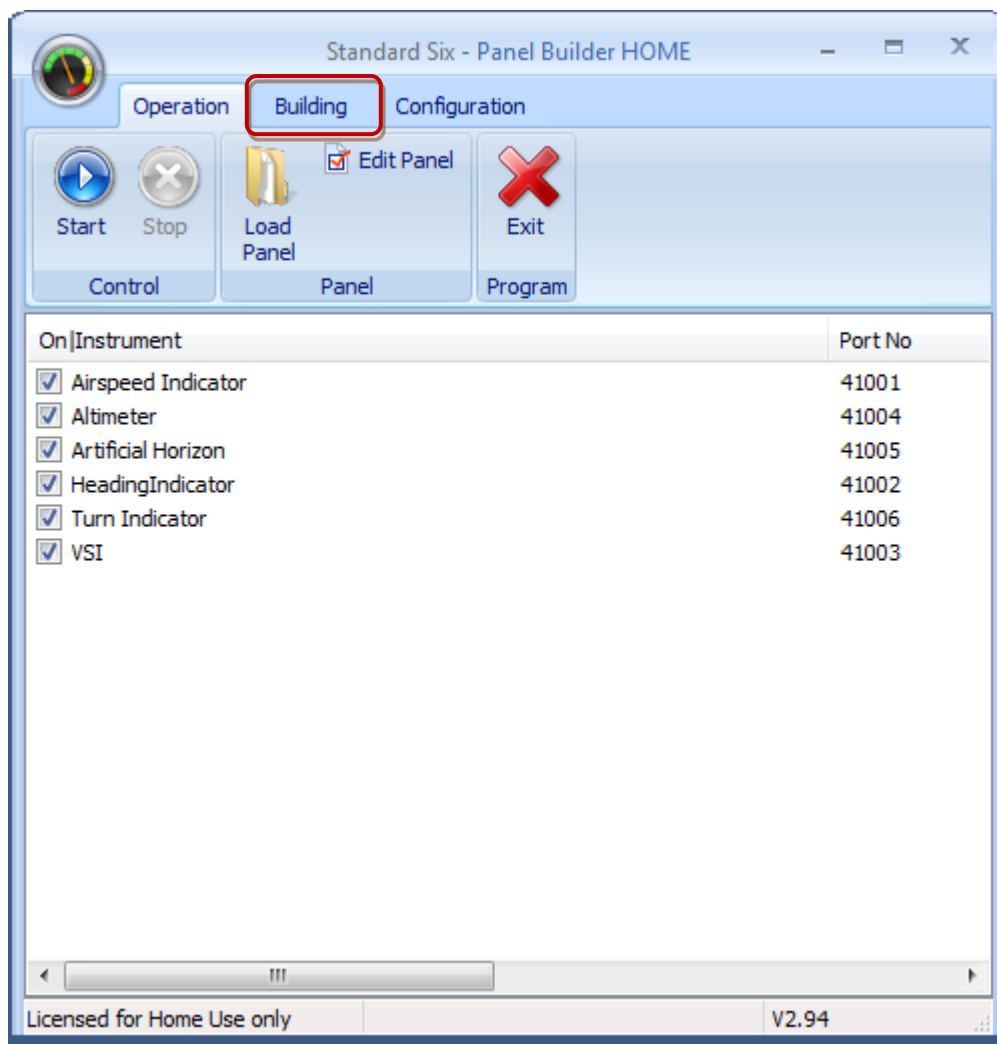 Standard Six - Panel Builder HOME
Operation Building Configuration
Edit Panel
Start Stop Load Panel Exit
Control Panel Program
On|Instrument Port No
Airspeed Indicator 41001
Altimeter 41004
Artificial Horizon 41005
HeadingIndicator 41002
Turn Indicator 41006
VSI 41003
Licensed for Home Use only V2.94